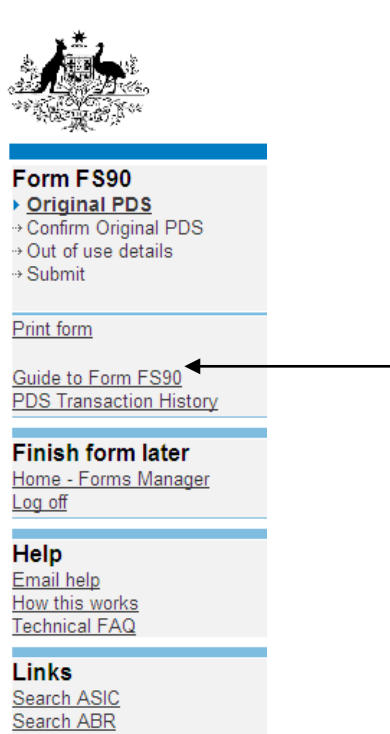 Form FS90
Original PDS
Confirm Original PDS
Out of use details
Submit
Print form
Guide to Form FS90
PDS Transaction History
Finish form later
Home - Forms Manager
Log off
Help
Email help
How this works
Technical FAQ
Links
Search ASIC
Search ABR